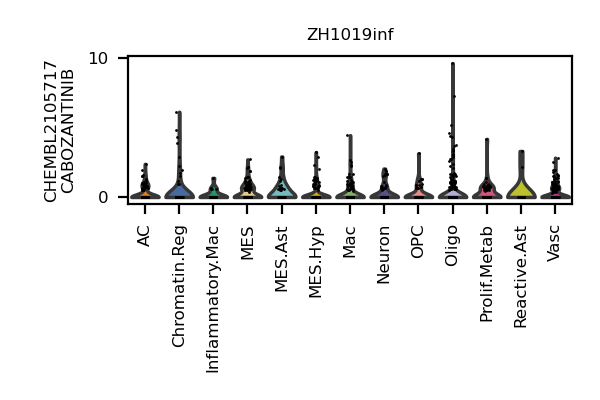 ZH1019inf
CHEMBL2105717
CABOZANTINIB
10
0
AC
Chromatin.Reg
Inflammatory.Mac
MES
MES.Ast
MES.Hyp
Mac
Neuron
OPC
Oligo
Prolif.Metab
Reactive.Ast
Vasc